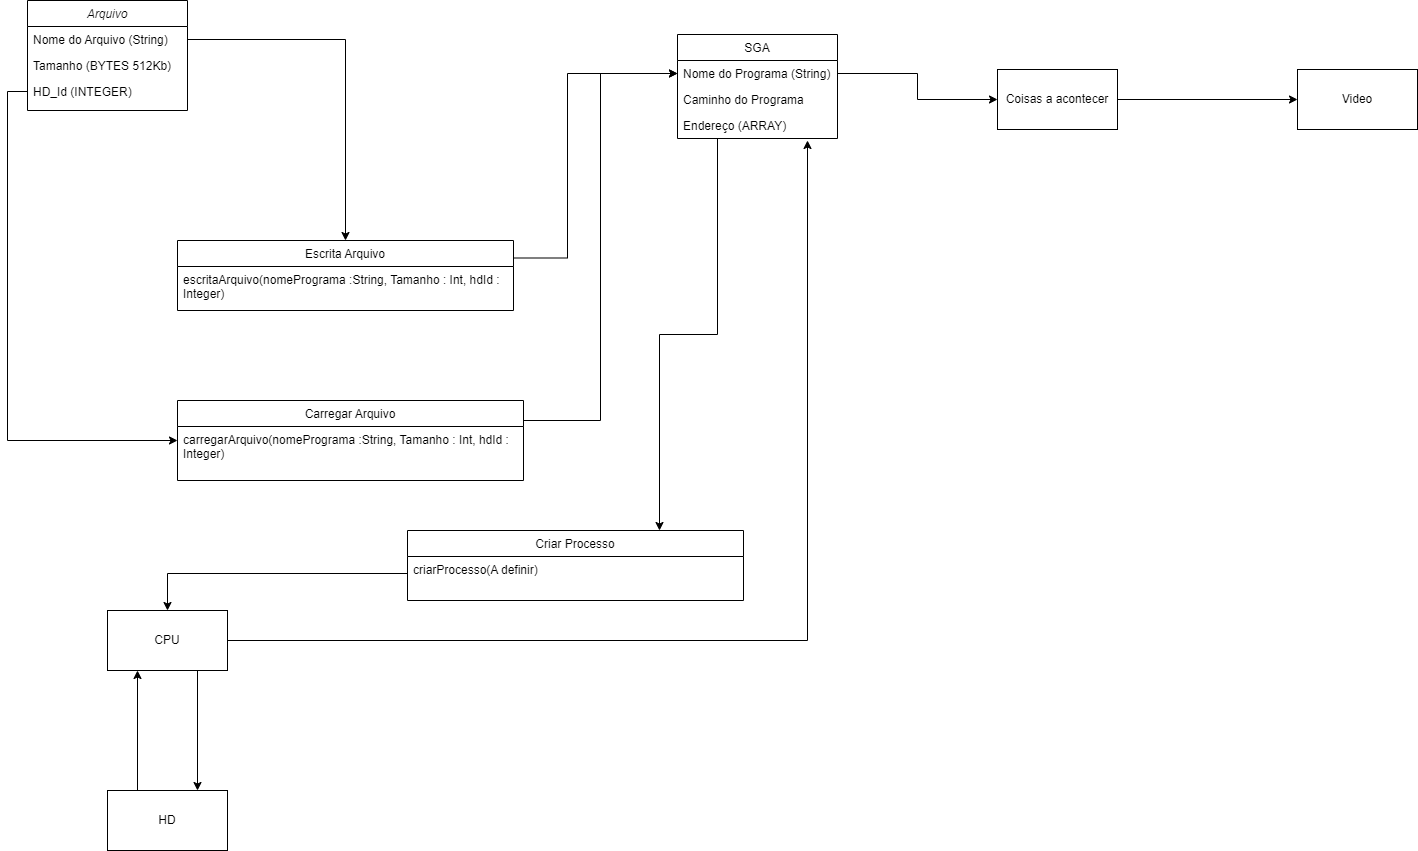 Arquivo
Nome do Arquivo (String)
Tamanho (BYTES 512Kb)
HD_Id (INTEGER)
SGA
Nome do Programa (String)
Caminho do Programa
Endereço (ARRAY)
Coisas a acontecer
Video
Escrita Arquivo
escritaArquivo(nomePrograma :String, Tamanho : Int, hdId :
Integer)
Carregar Arquivo
carregarArquivo(nomePrograma :String, Tamanho : Int, hdId :
Integer)
Criar Processo
criarProcesso(A definir)
CPU
HD